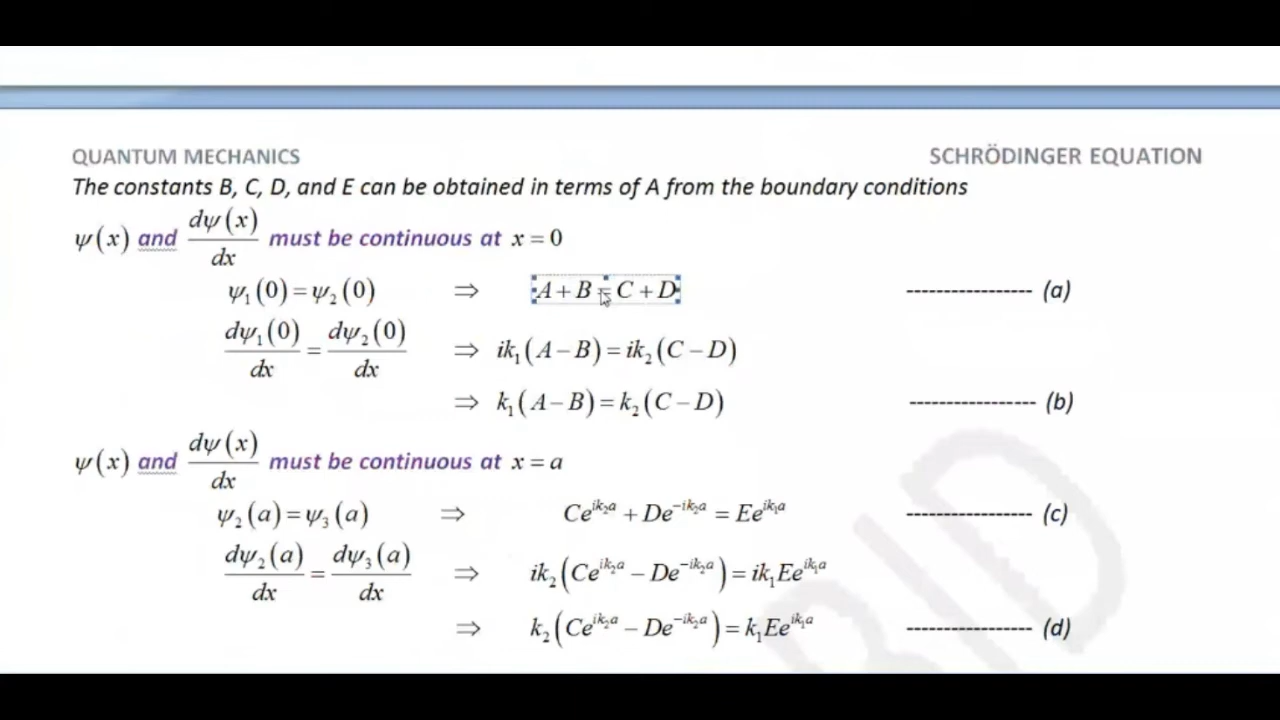 QUANTUM MECHANICS SCHRÖDINGER EQUATION
The constants B, C, D, and E can be obtained in terms of A from the boundary conditions
ψ(x) and dψ(x)/dx must be continuous at x = 0
ψ₁(0) = ψ₂(0) ⇒ A + B = C + D ---------------- (a)
dψ₁(0)/dx = dψ₂(0)/dx ⇒ ik₁(A − B) = ik₂(C − D)
⇒ k₁(A − B) = k₂(C − D) ---------------- (b)
ψ(x) and dψ(x)/dx must be continuous at x = a
ψ₂(a) = ψ₃(a) ⇒ Ce^{ik₂a} + De^{−ik₂a} = Ee^{ik₁a} ---------------- (c)
dψ₂(a)/dx = dψ₃(a)/dx ⇒ ik₂(Ce^{ik₂a} − De^{−ik₂a}) = ik₁Ee^{ik₁a}
⇒ k₂(Ce^{ik₂a} − De^{−ik₂a}) = k₁Ee^{ik₁a} ---------------- (d)